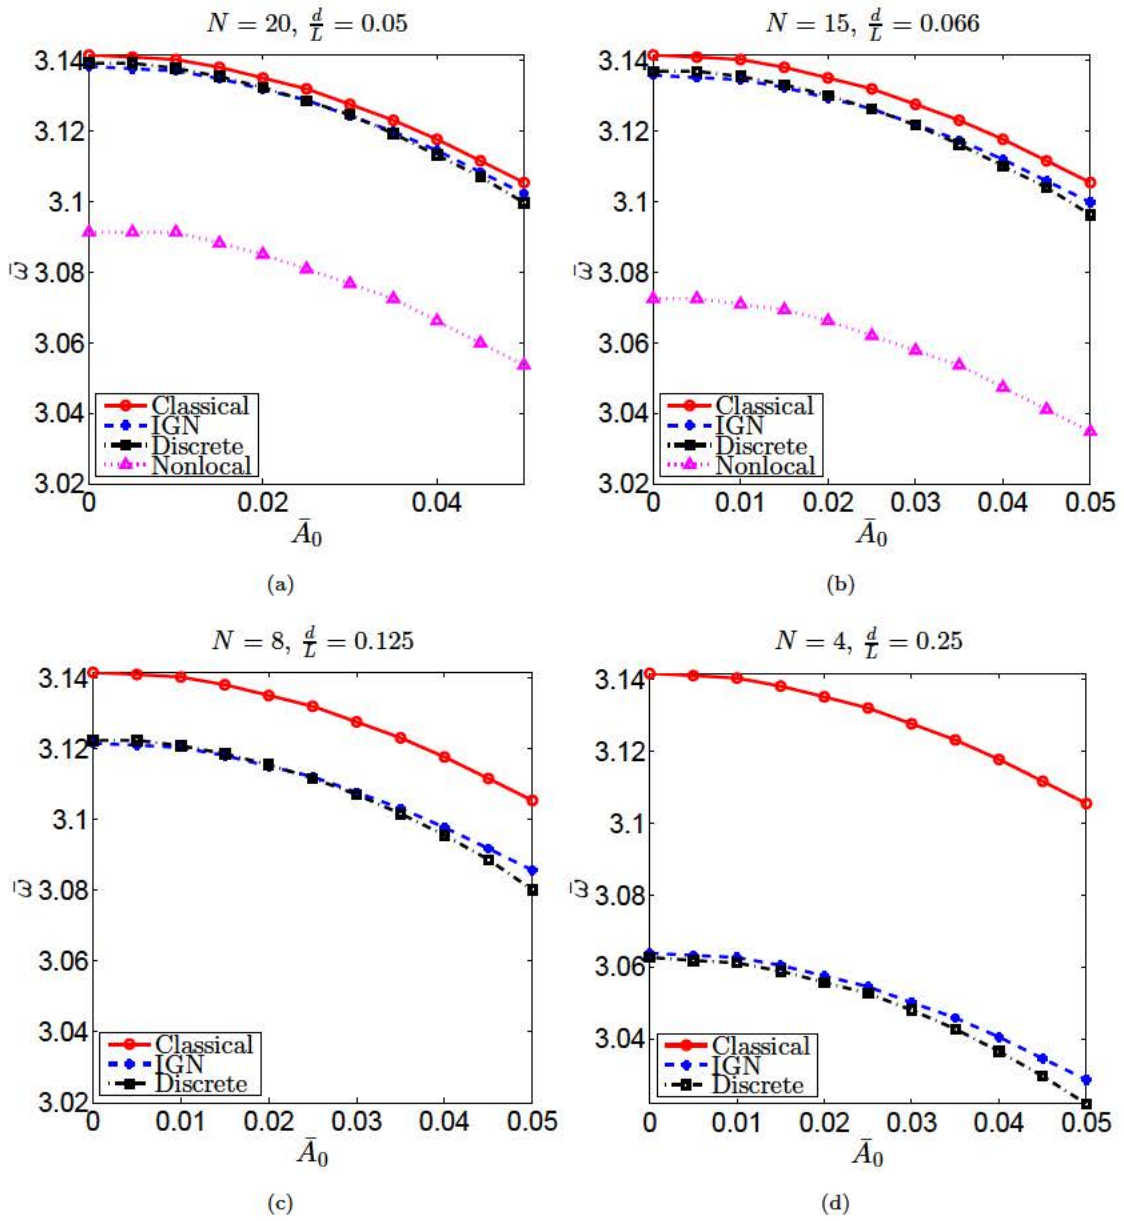 N = 20, d/L = 0.05
3.14
3.12
3.1
3.08
3.06
3.04
3.02
ω̄
Classical
IGN
Discrete
Nonlocal
0 0.02 0.04
Ā₀
(a)
N = 15, d/L = 0.066
3.14
3.12
3.1
3.08
3.06
3.04
3.02
ω̄
Classical
IGN
Discrete
Nonlocal
0 0.01 0.02 0.03 0.04 0.05
Ā₀
(b)
N = 8, d/L = 0.125
3.14
3.12
3.1
3.08
3.06
3.04
3.02
ω̄
Classical
IGN
Discrete
0 0.01 0.02 0.03 0.04 0.05
Ā₀
(c)
N = 4, d/L = 0.25
3.14
3.12
3.1
3.08
3.06
3.04
ω̄
Classical
IGN
Discrete
0 0.01 0.02 0.03 0.04 0.05
Ā₀
(d)